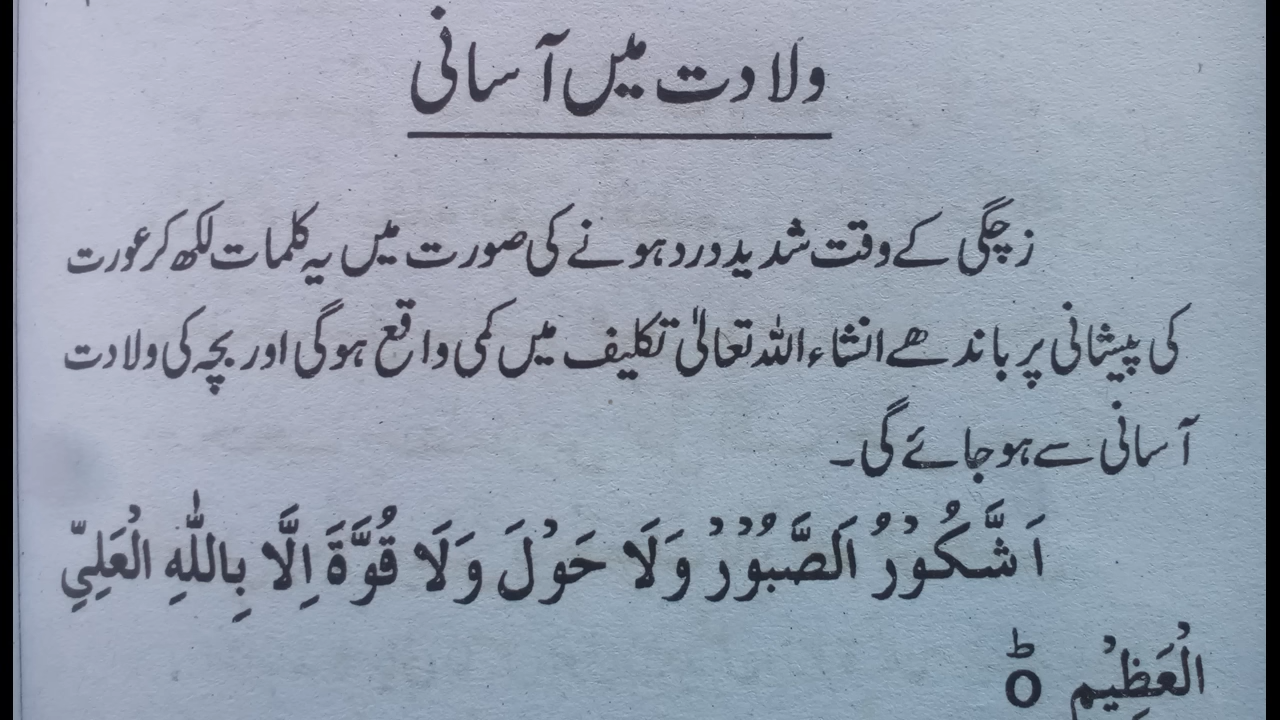 ولادت میں آسانی
زچگی کے وقت شدید درد ہونے کی صورت میں یہ کلمات لکھ کر عورت
کی پیشانی پر باندھے انشاء اللہ تعالیٰ تکلیف میں کمی واقع ہوگی اور بچہ کی ولادت
آسانی سے ہوجائے گی۔
اَشَّكُوْرُ اَلصَّبُوْرُ وَلَا حَوْلَ وَلَا قُوَّةَ اِلَّا بِاللّٰهِ الْعَلِيِّ
الْعَظِيْمِ ؕ ٥